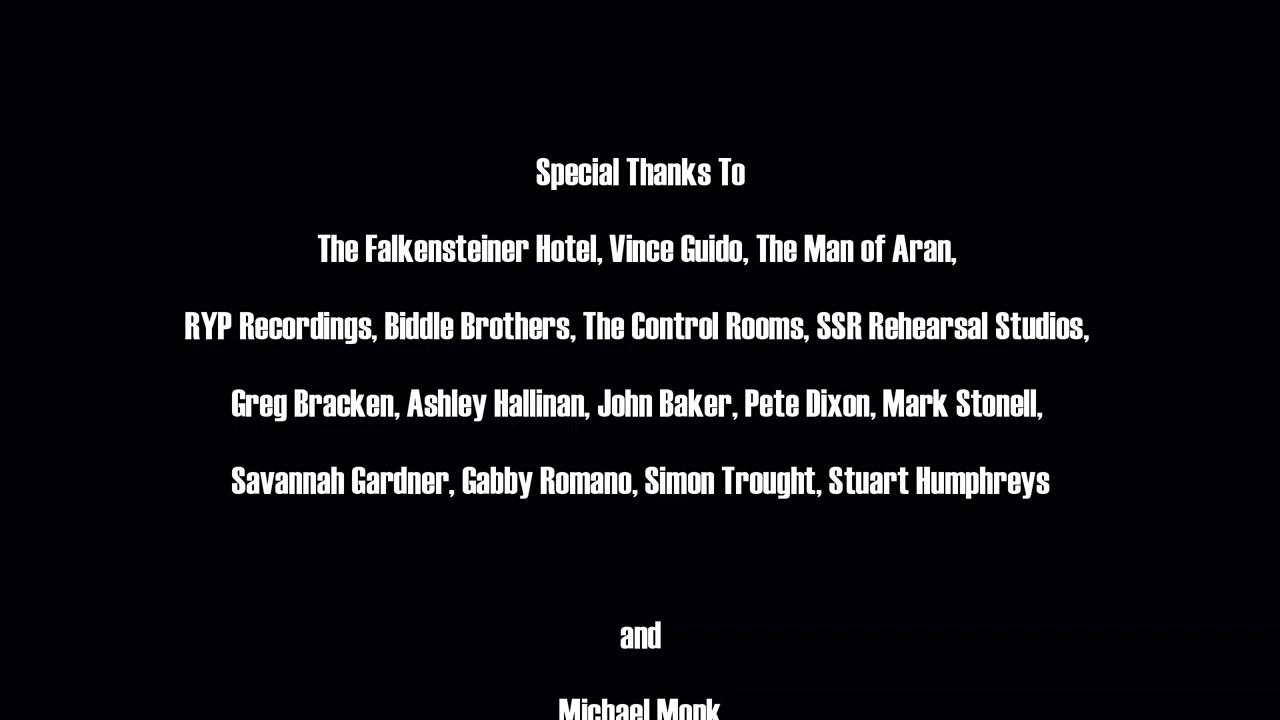 Special Thanks To
The Falkensteiner Hotel, Vince Guido, The Man of Aran,
RYP Recordings, Biddle Brothers, The Control Rooms, SSR Rehearsal Studios,
Greg Bracken, Ashley Hallinan, John Baker, Pete Dixon, Mark Stonell,
Savannah Gardner, Gabby Romano, Simon Trought, Stuart Humphreys
and
Michael Monk